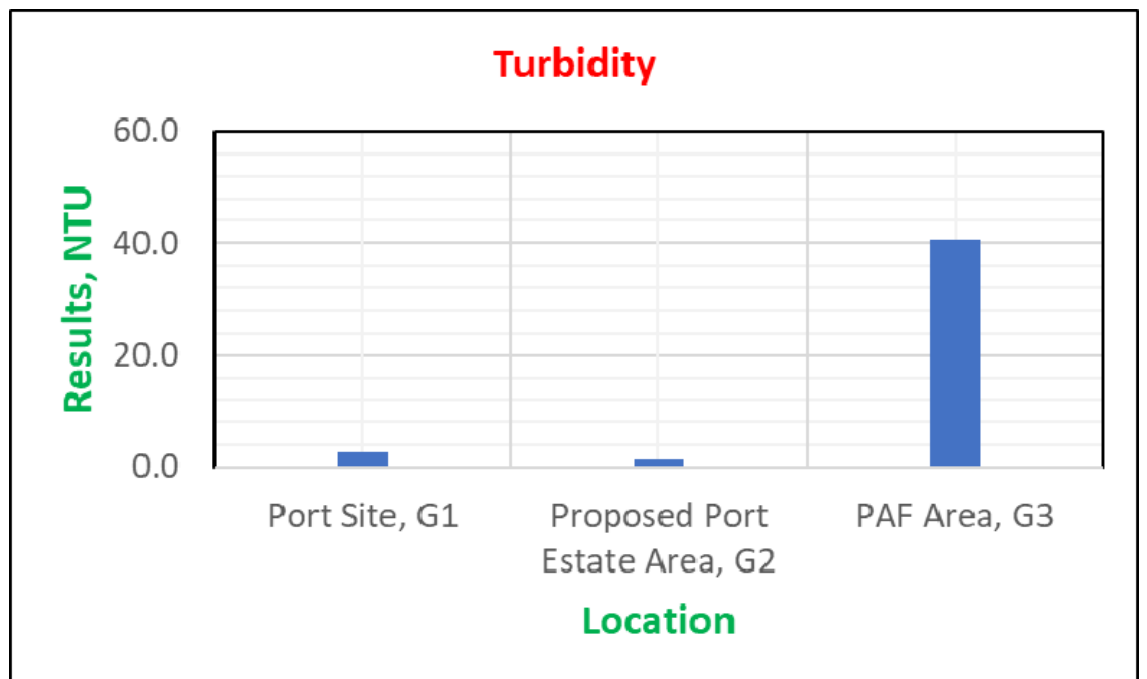 Turbidity
Results, NTU
60.0
40.0
20.0
0.0
Port Site, G1
Proposed Port
Estate Area, G2
PAF Area, G3
Location